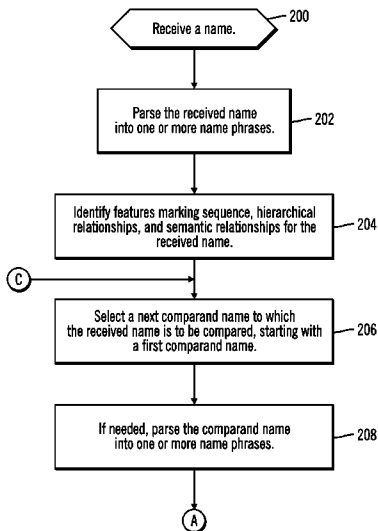 Receive a name.
200
Parse the received name
into one or more name phrases.
202
Identify features marking sequence, hierarchical
relationships, and semantic relationships for the
received name.
204
C
Select a next comparand name to which
the received name is to be compared, starting with
a first comparand name.
206
If needed, parse the comparand name
into one or more name phrases.
208
A